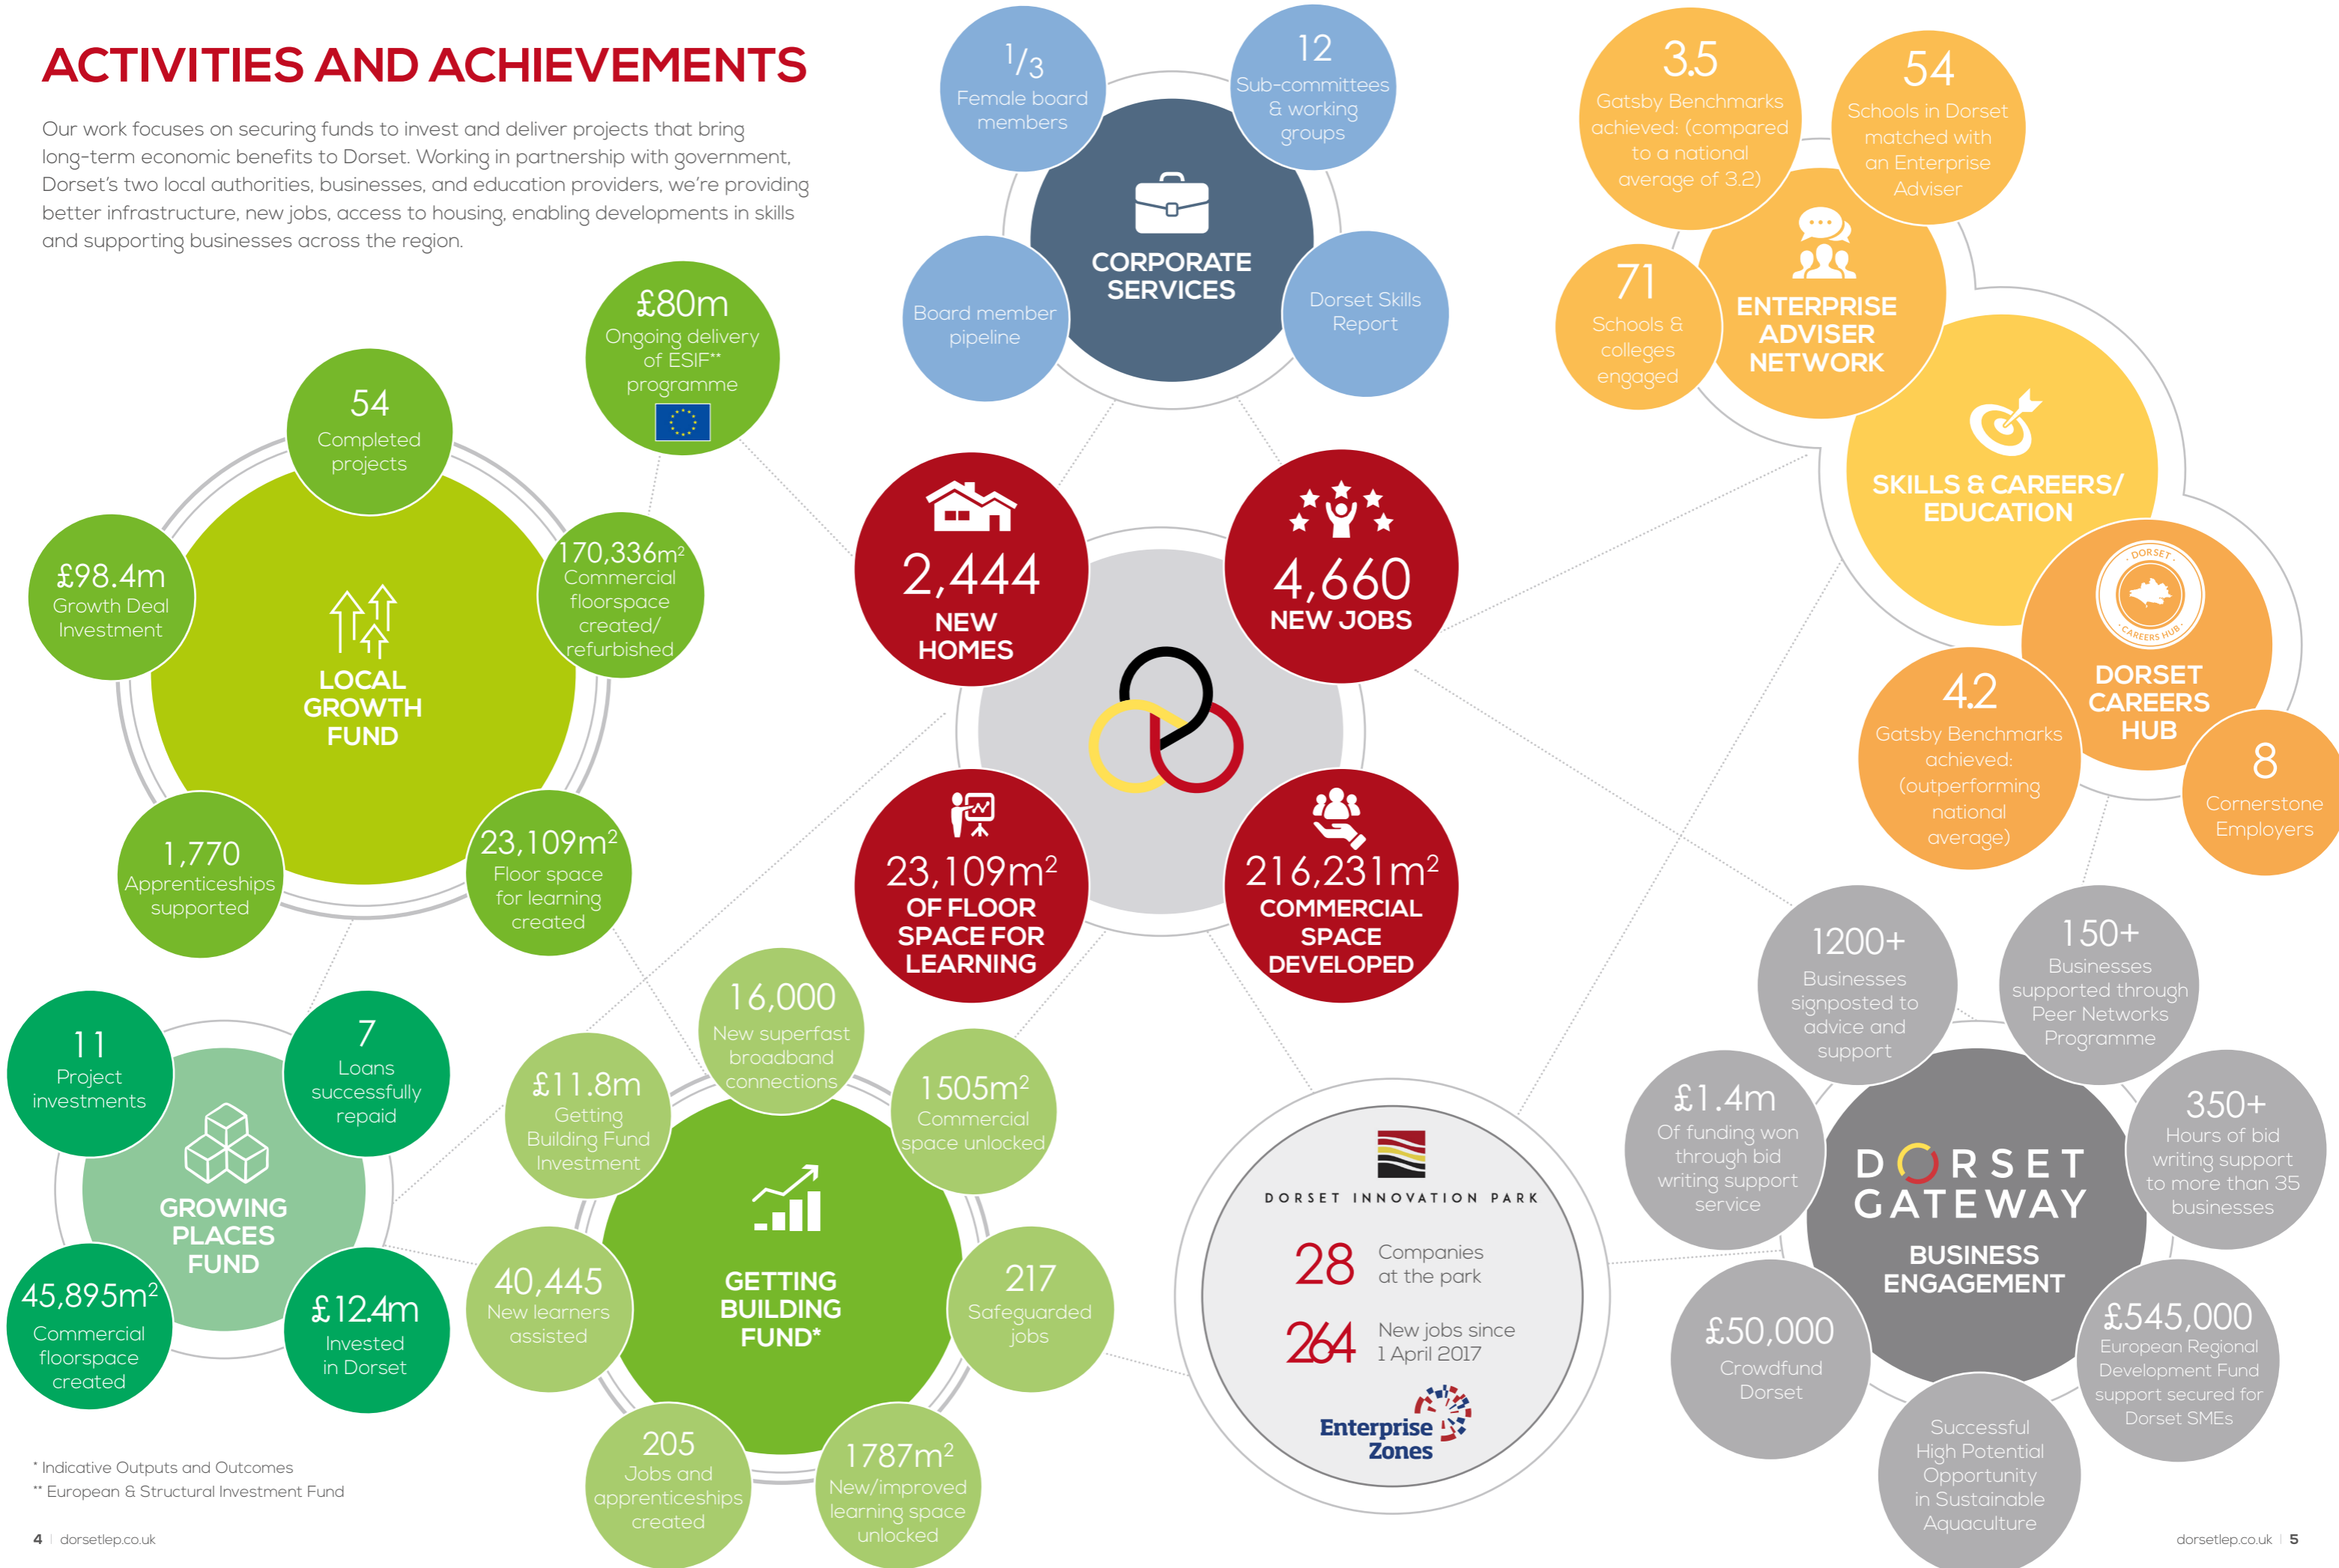 ACTIVITIES AND ACHIEVEMENTS
Our work focuses on securing funds to invest and deliver projects that bring
long-term economic benefits to Dorset. Working in partnership with government,
Dorset's two local authorities, businesses, and education providers, we're providing
better infrastructure, new jobs, access to housing, enabling developments in skills
and supporting businesses across the region.
£80m
Ongoing delivery
of ESIF**
programme
54
Completed
projects
£98.4m
Growth Deal
Investment
170,336m²
Commercial
floorspace
created/
refurbished
LOCAL
GROWTH
FUND
1,770
Apprenticeships
supported
23,109m²
Floor space
for learning
created
11
Project
investments
7
Loans
successfully
repaid
GROWING
PLACES
FUND
45,895m²
Commercial
floorspace
created
£12.4m
Invested
in Dorset
16,000
New superfast
broadband
connections
£11.8m
Getting
Building Fund
Investment
1505m²
Commercial
space unlocked
40,445
New learners
assisted
GETTING
BUILDING
FUND*
217
Safeguarded
jobs
205
Jobs and
apprenticeships
created
1787m²
New/improved
learning space
unlocked
* Indicative Outputs and Outcomes
** European & Structural Investment Fund
4 | dorsetlep.co.uk
1/3
Female board
members
12
Sub-committees
& working
groups
CORPORATE
SERVICES
Board member
pipeline
Dorset Skills
Report
2,444
NEW
HOMES
4,660
NEW JOBS
23,109m²
OF FLOOR
SPACE FOR
LEARNING
216,231m²
COMMERCIAL
SPACE
DEVELOPED
DORSET INNOVATION PARK
28
Companies
at the park
264
New jobs since
1 April 2017
Enterprise
Zones
3.5
Gatsby Benchmarks
achieved: (compared
to a national
average of 3.2)
54
Schools in Dorset
matched with
an Enterprise
Adviser
71
Schools &
colleges
engaged
ENTERPRISE
ADVISER
NETWORK
SKILLS & CAREERS/
EDUCATION
· DORSET ·
· CAREERS HUB ·
DORSET
CAREERS
HUB
4.2
Gatsby Benchmarks
achieved:
(outperforming
national
average)
8
Cornerstone
Employers
1200+
Businesses
signposted to
advice and
support
150+
Businesses
supported through
Peer Networks
Programme
£1.4m
Of funding won
through bid
writing support
service
350+
Hours of bid
writing support
to more than 35
businesses
DORSET
GATEWAY
BUSINESS
ENGAGEMENT
£50,000
Crowdfund
Dorset
£545,000
European Regional
Development Fund
support secured for
Dorset SMEs
Successful
High Potential
Opportunity
in Sustainable
Aquaculture
dorsetlep.co.uk | 5